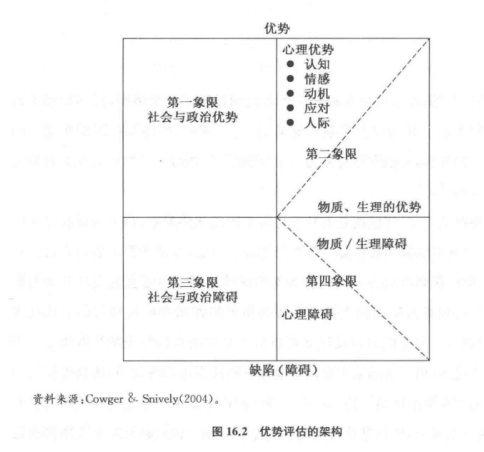 优势
心理优势
● 认知
● 情感
● 动机
● 应对
● 人际
第一象限
社会与政治优势
第二象限
物质、生理的优势
物质/生理障碍
第三象限
社会与政治障碍
第四象限
心理障碍
缺陷(障碍)
资料来源:Cowger & Snively(2004)。
图 16.2 优势评估的架构